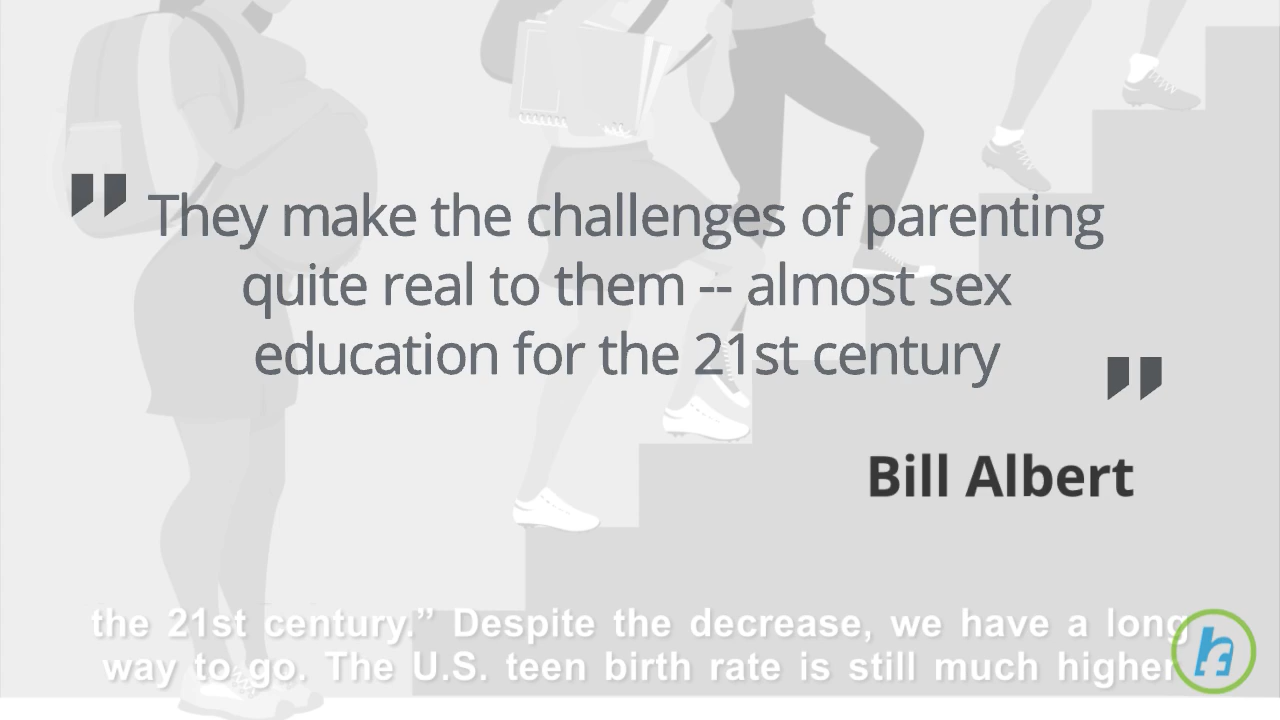 " They make the challenges of parenting
quite real to them -- almost sex
education for the 21st century "
Bill Albert
the 21st century.” Despite the decrease, we have a long
way to go. The U.S. teen birth rate is still much higher